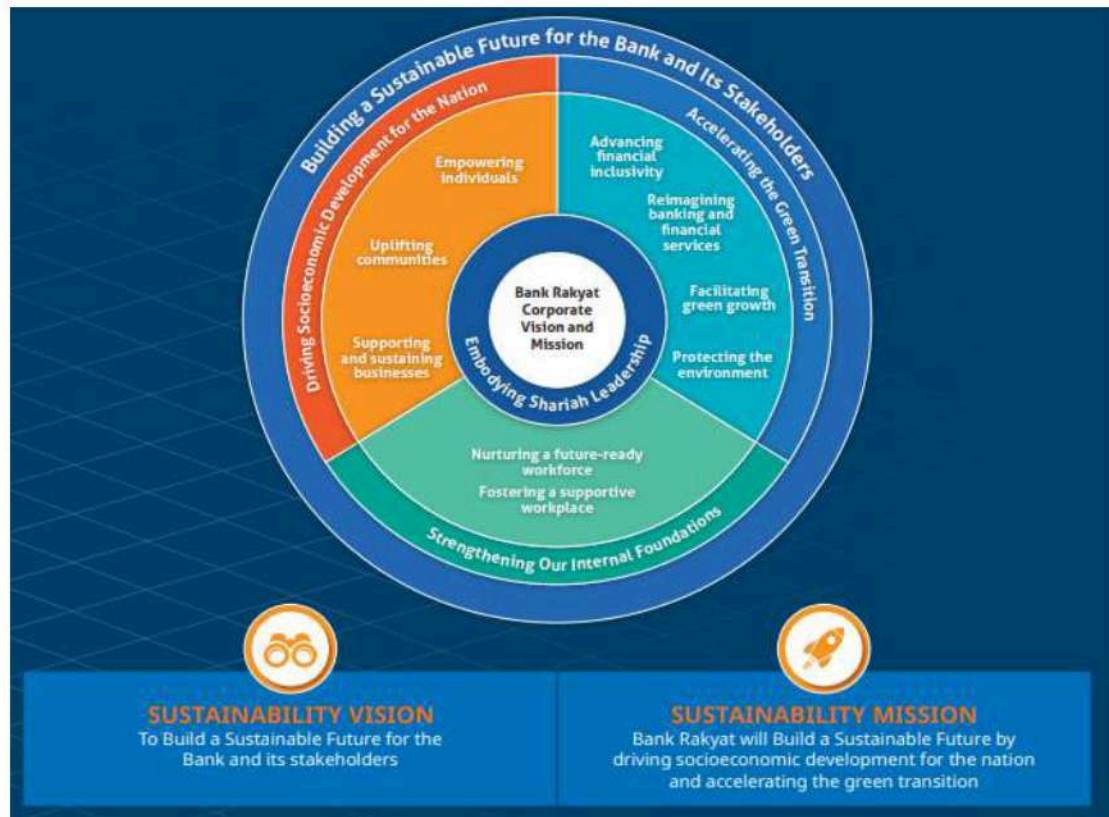 Building a Sustainable Future for the Bank and Its Stakeholders
Driving Socioeconomic Development for the Nation
Accelerating the Green Transition
Empowering
individuals
Uplifting
communities
Supporting
and sustaining
businesses
Advancing
financial
inclusivity
Reimagining
banking and
financial
services
Facilitating
green growth
Protecting the
environment
Bank Rakyat
Corporate
Vision and
Mission
Embodying Shariah Leadership
Nurturing a future-ready
workforce
Fostering a supportive
workplace
Strengthening Our Internal Foundations
SUSTAINABILITY VISION
To Build a Sustainable Future for the
Bank and its stakeholders
SUSTAINABILITY MISSION
Bank Rakyat will Build a Sustainable Future by
driving socioeconomic development for the nation
and accelerating the green transition